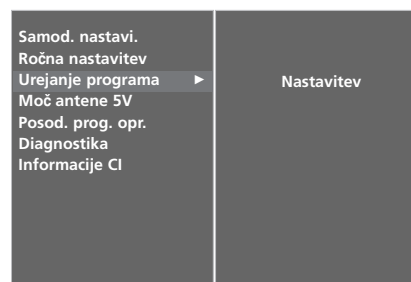 Samod. nastavi.
Ročna nastavitev
Urejanje programa ►
Moč antene 5V
Posod. prog. opr.
Diagnostika
Informacije CI
Nastavitev